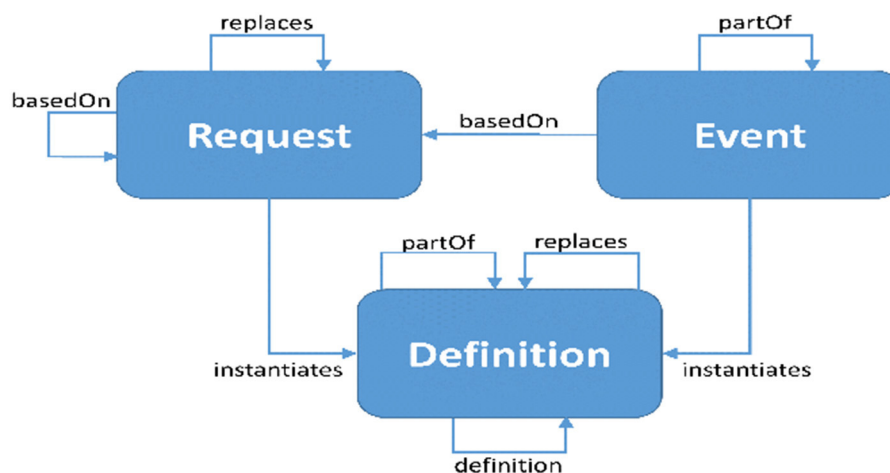 replaces
partOf
basedOn
Request
basedOn
Event
partOf
replaces
Definition
instantiates
instantiates
definition